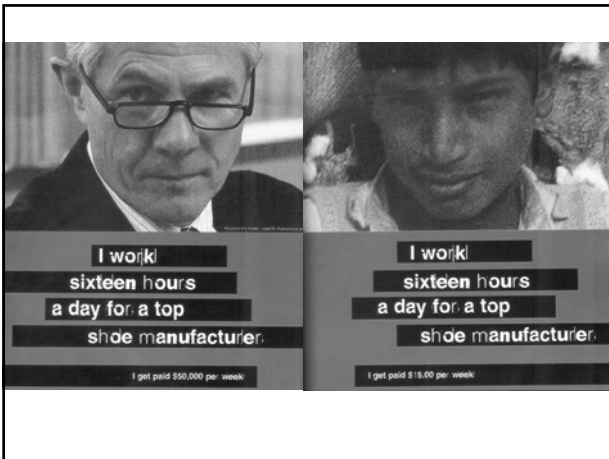 I work
sixteen hours
a day for a top
shoe manufacturer.
I get paid $50,000 per week
I work
sixteen hours
a day for a top
shoe manufacturer.
I get paid $15.00 per week